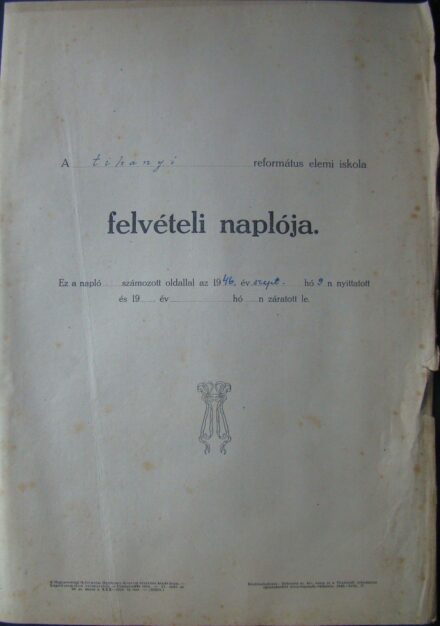 A tihanyi református elemi iskola
felvételi naplója.
Ez a napló számozott oldallal az 1946. év szept. hó 9 n nyittatott
és 19 év hó n záratott le.